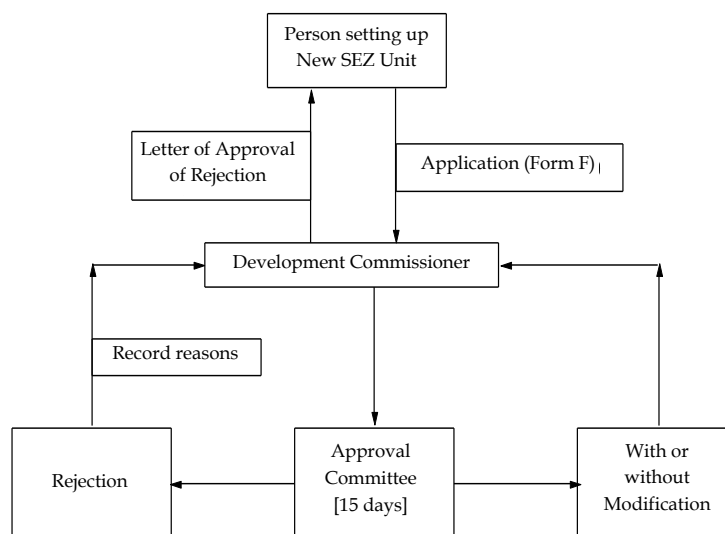 Person setting up
New SEZ Unit
Letter of Approval
of Rejection
Application (Form F)
Development Commissioner
Record reasons
Rejection
Approval
Committee
[15 days]
With or
without
Modification